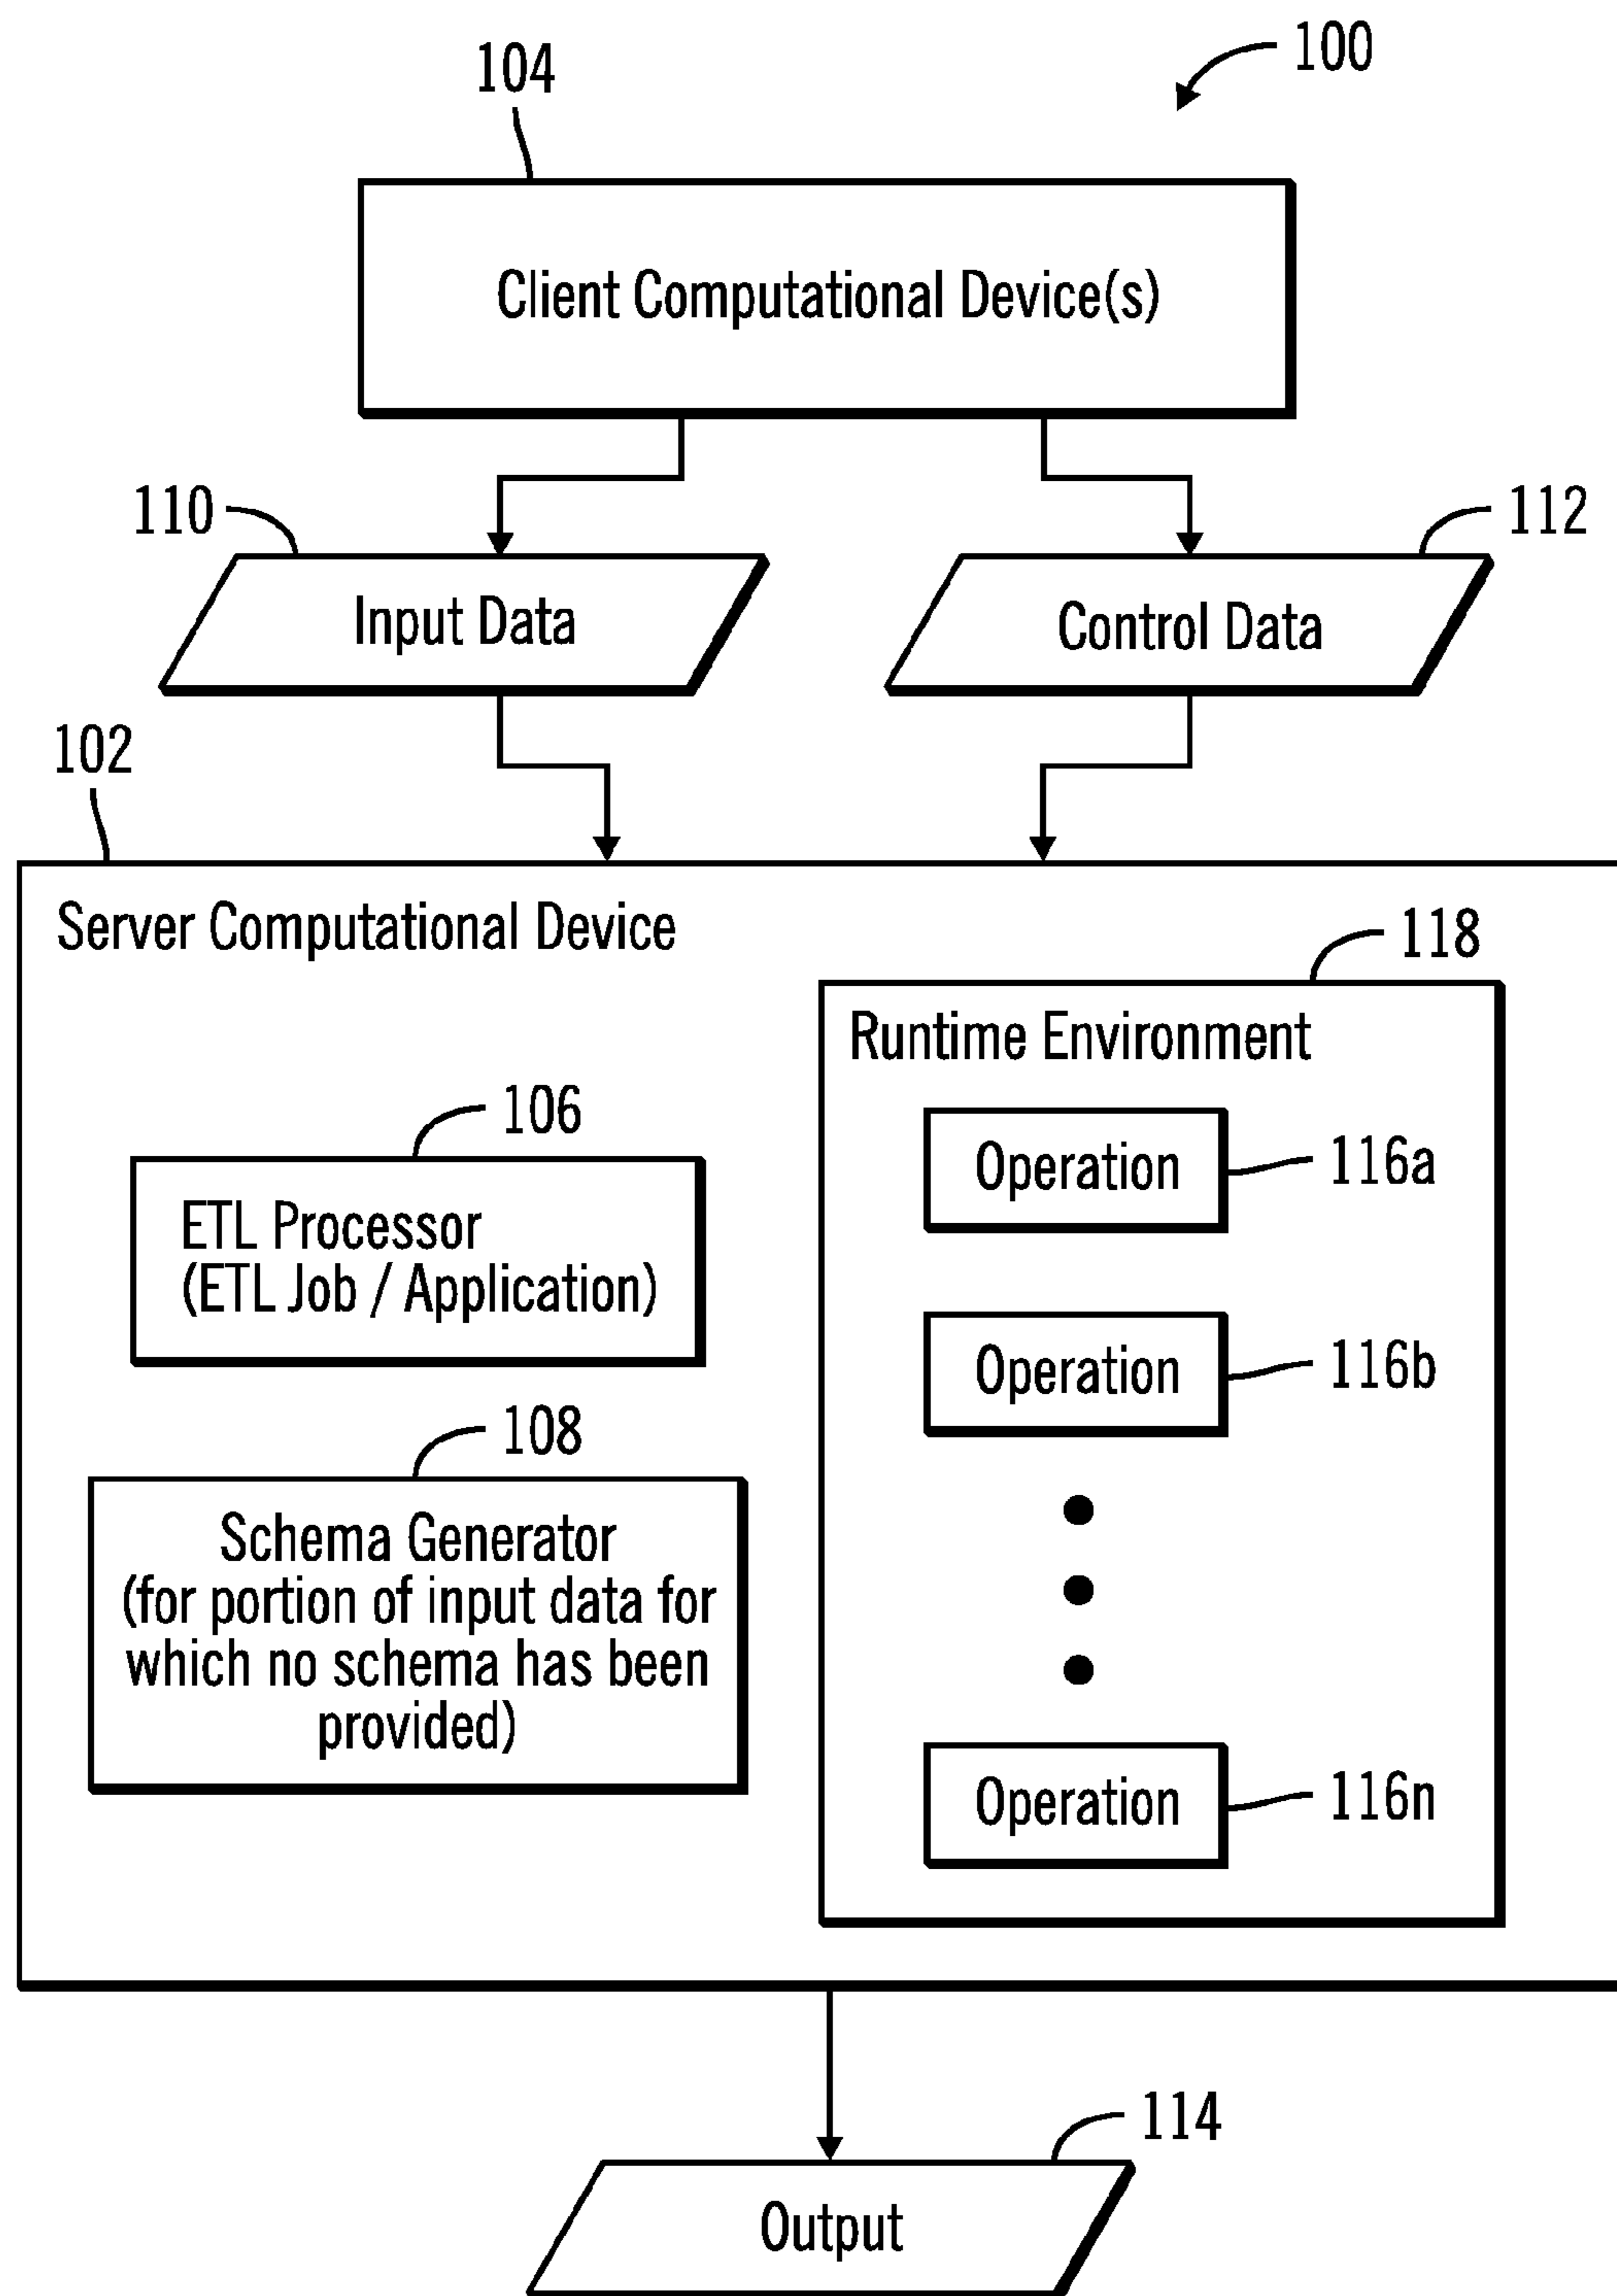 100
104
Client Computational Device(s)
110
112
Input Data
Control Data
102
Server Computational Device
118
Runtime Environment
106
ETL Processor
(ETL Job / Application)
Operation
116a
Operation
116b
108
Schema Generator
(for portion of input data for
which no schema has been
provided)
Operation
116n
114
Output